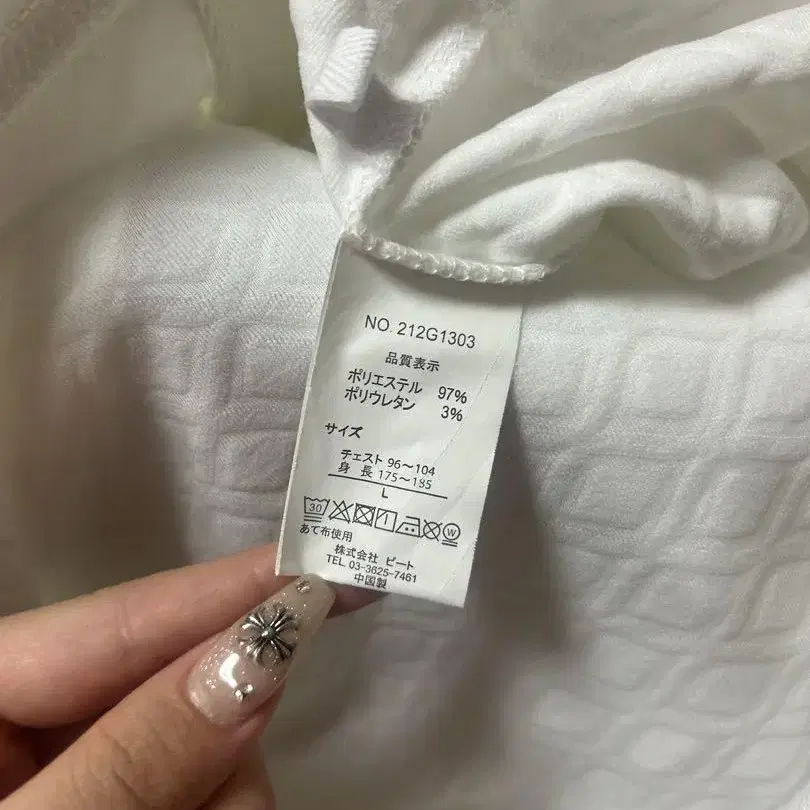 NO. 212G1303
品質表示
ポリエステル 97%
ポリウレタン 3%
サイズ
チェスト 96〜104
身 長 175〜185
L
30 W
あて布使用
株式会社 ビート
TEL 03-3625-7461
中国製